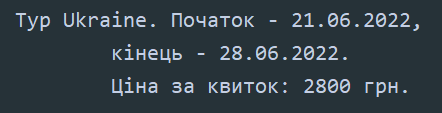 Тур Ukraine. Початок - 21.06.2022,
кінець - 28.06.2022.
Ціна за квиток: 2800 грн.